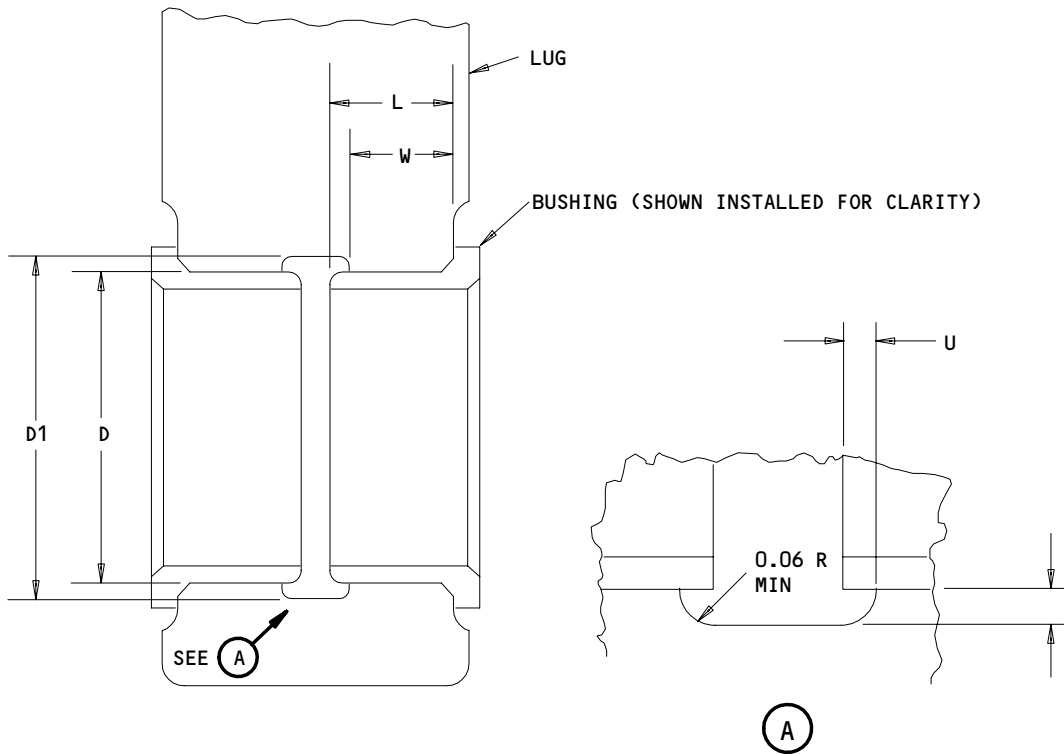 LUG
L
W
BUSHING (SHOWN INSTALLED FOR CLARITY)
D1
D
SEE A
U
0.06 R
MIN
A